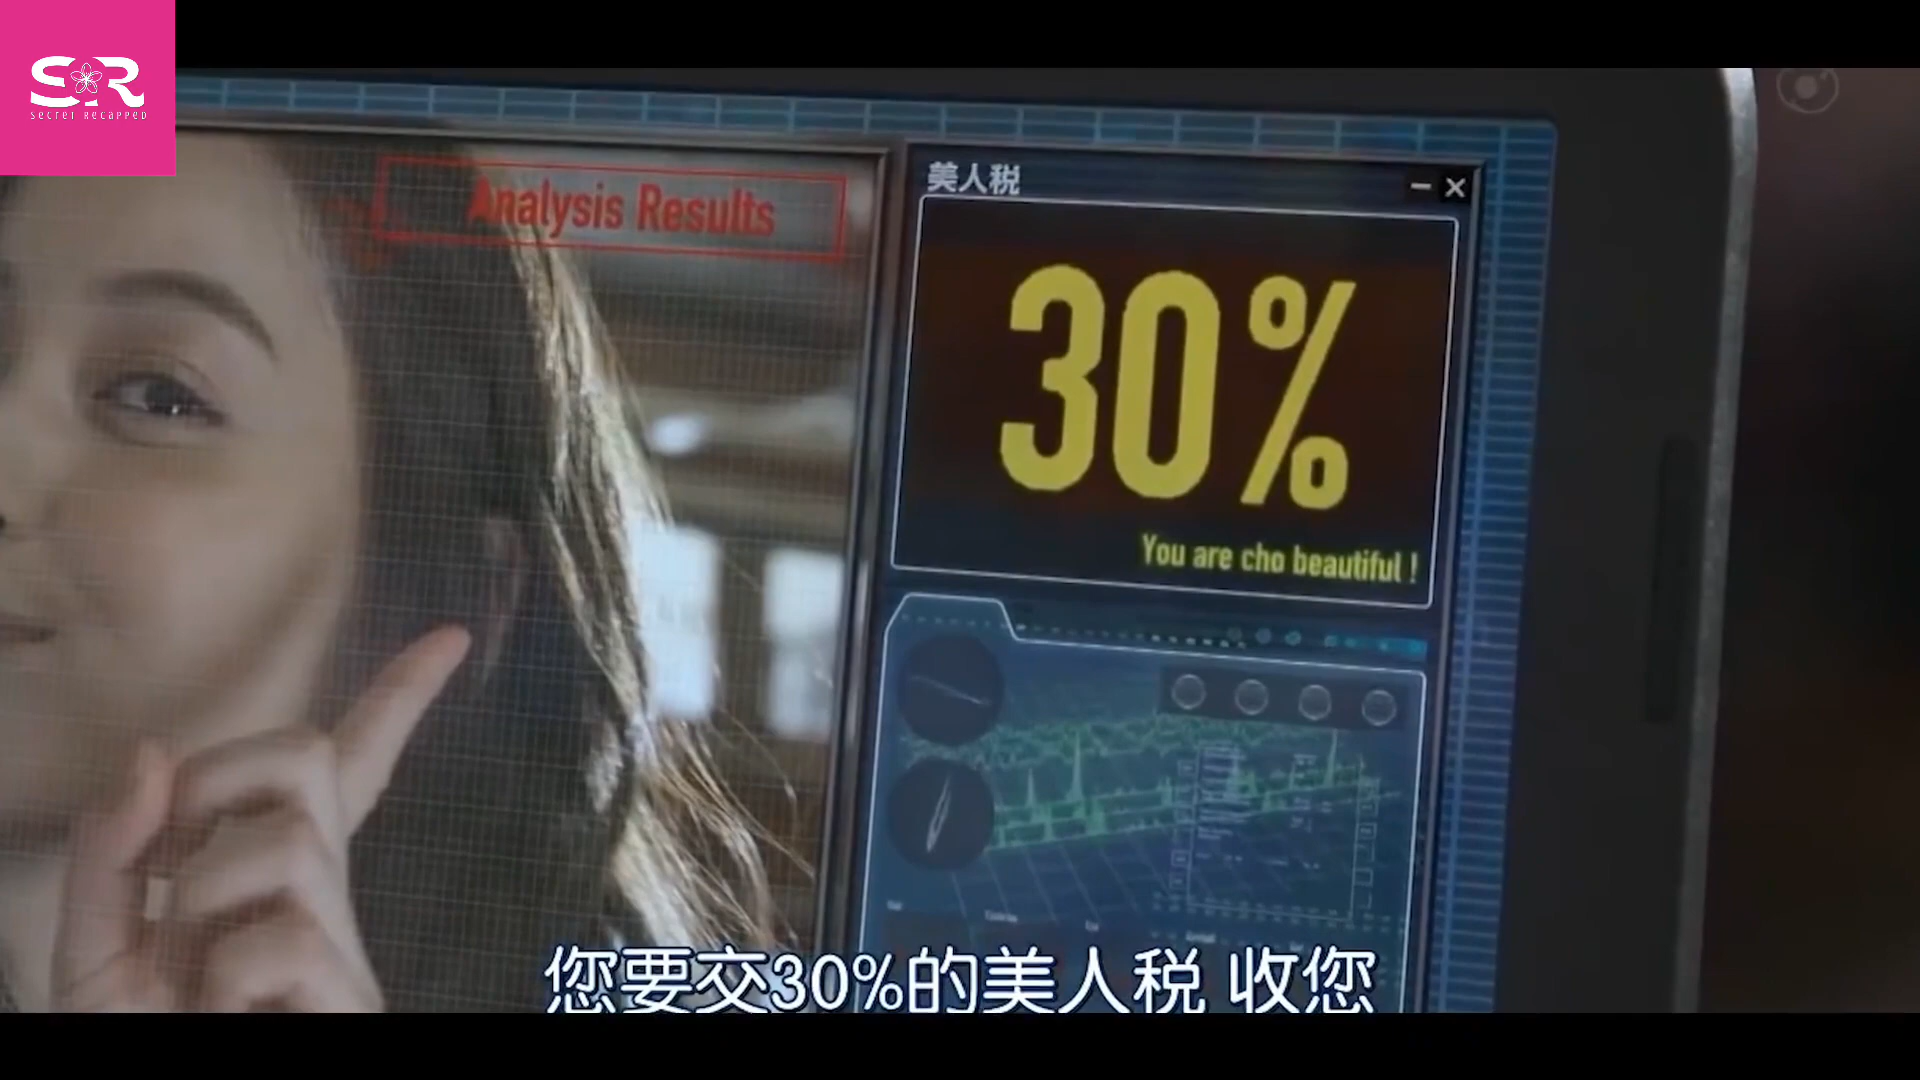 SR
Secret Recapped
Analysis Results
美人税
30%
You are cho beautiful !
您要交30%的美人税 收您